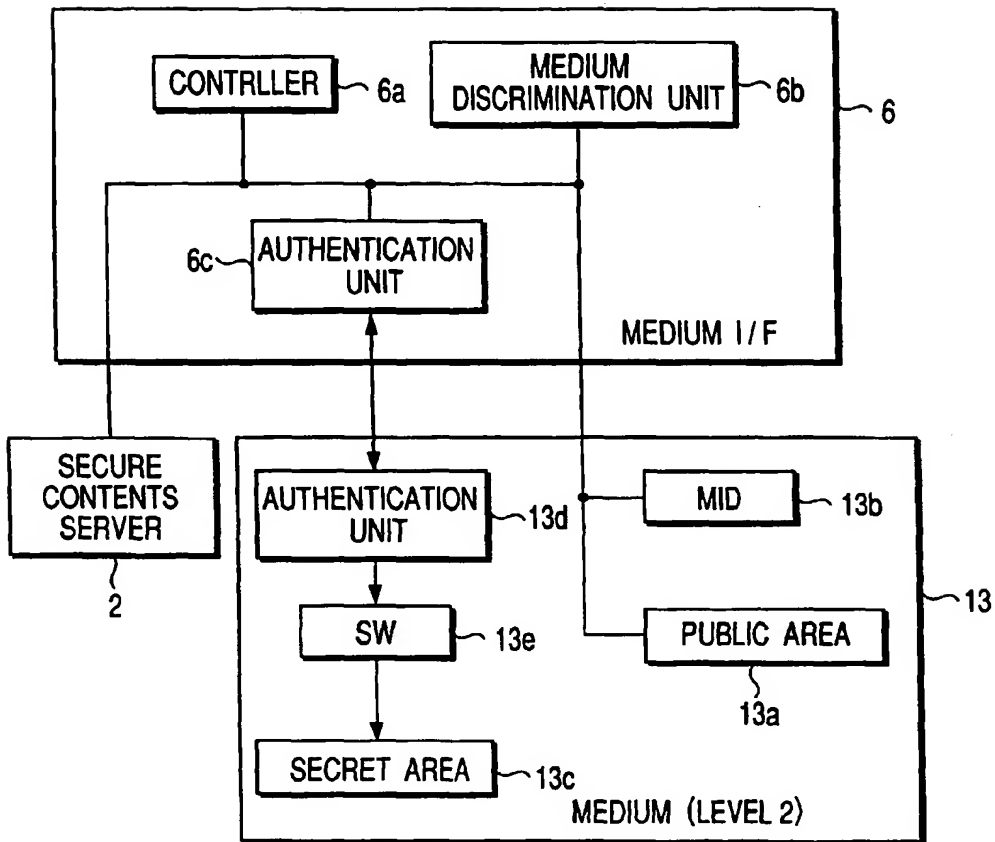 CONTRLLER
6a
MEDIUM
DISCRIMINATION UNIT
6b
6
AUTHENTICATION
UNIT
6c
MEDIUM I/F
SECURE
CONTENTS
SERVER
2
AUTHENTICATION
UNIT
13d
MID
13b
13
SW
13e
PUBLIC AREA
13a
SECRET AREA
13c
MEDIUM (LEVEL 2)